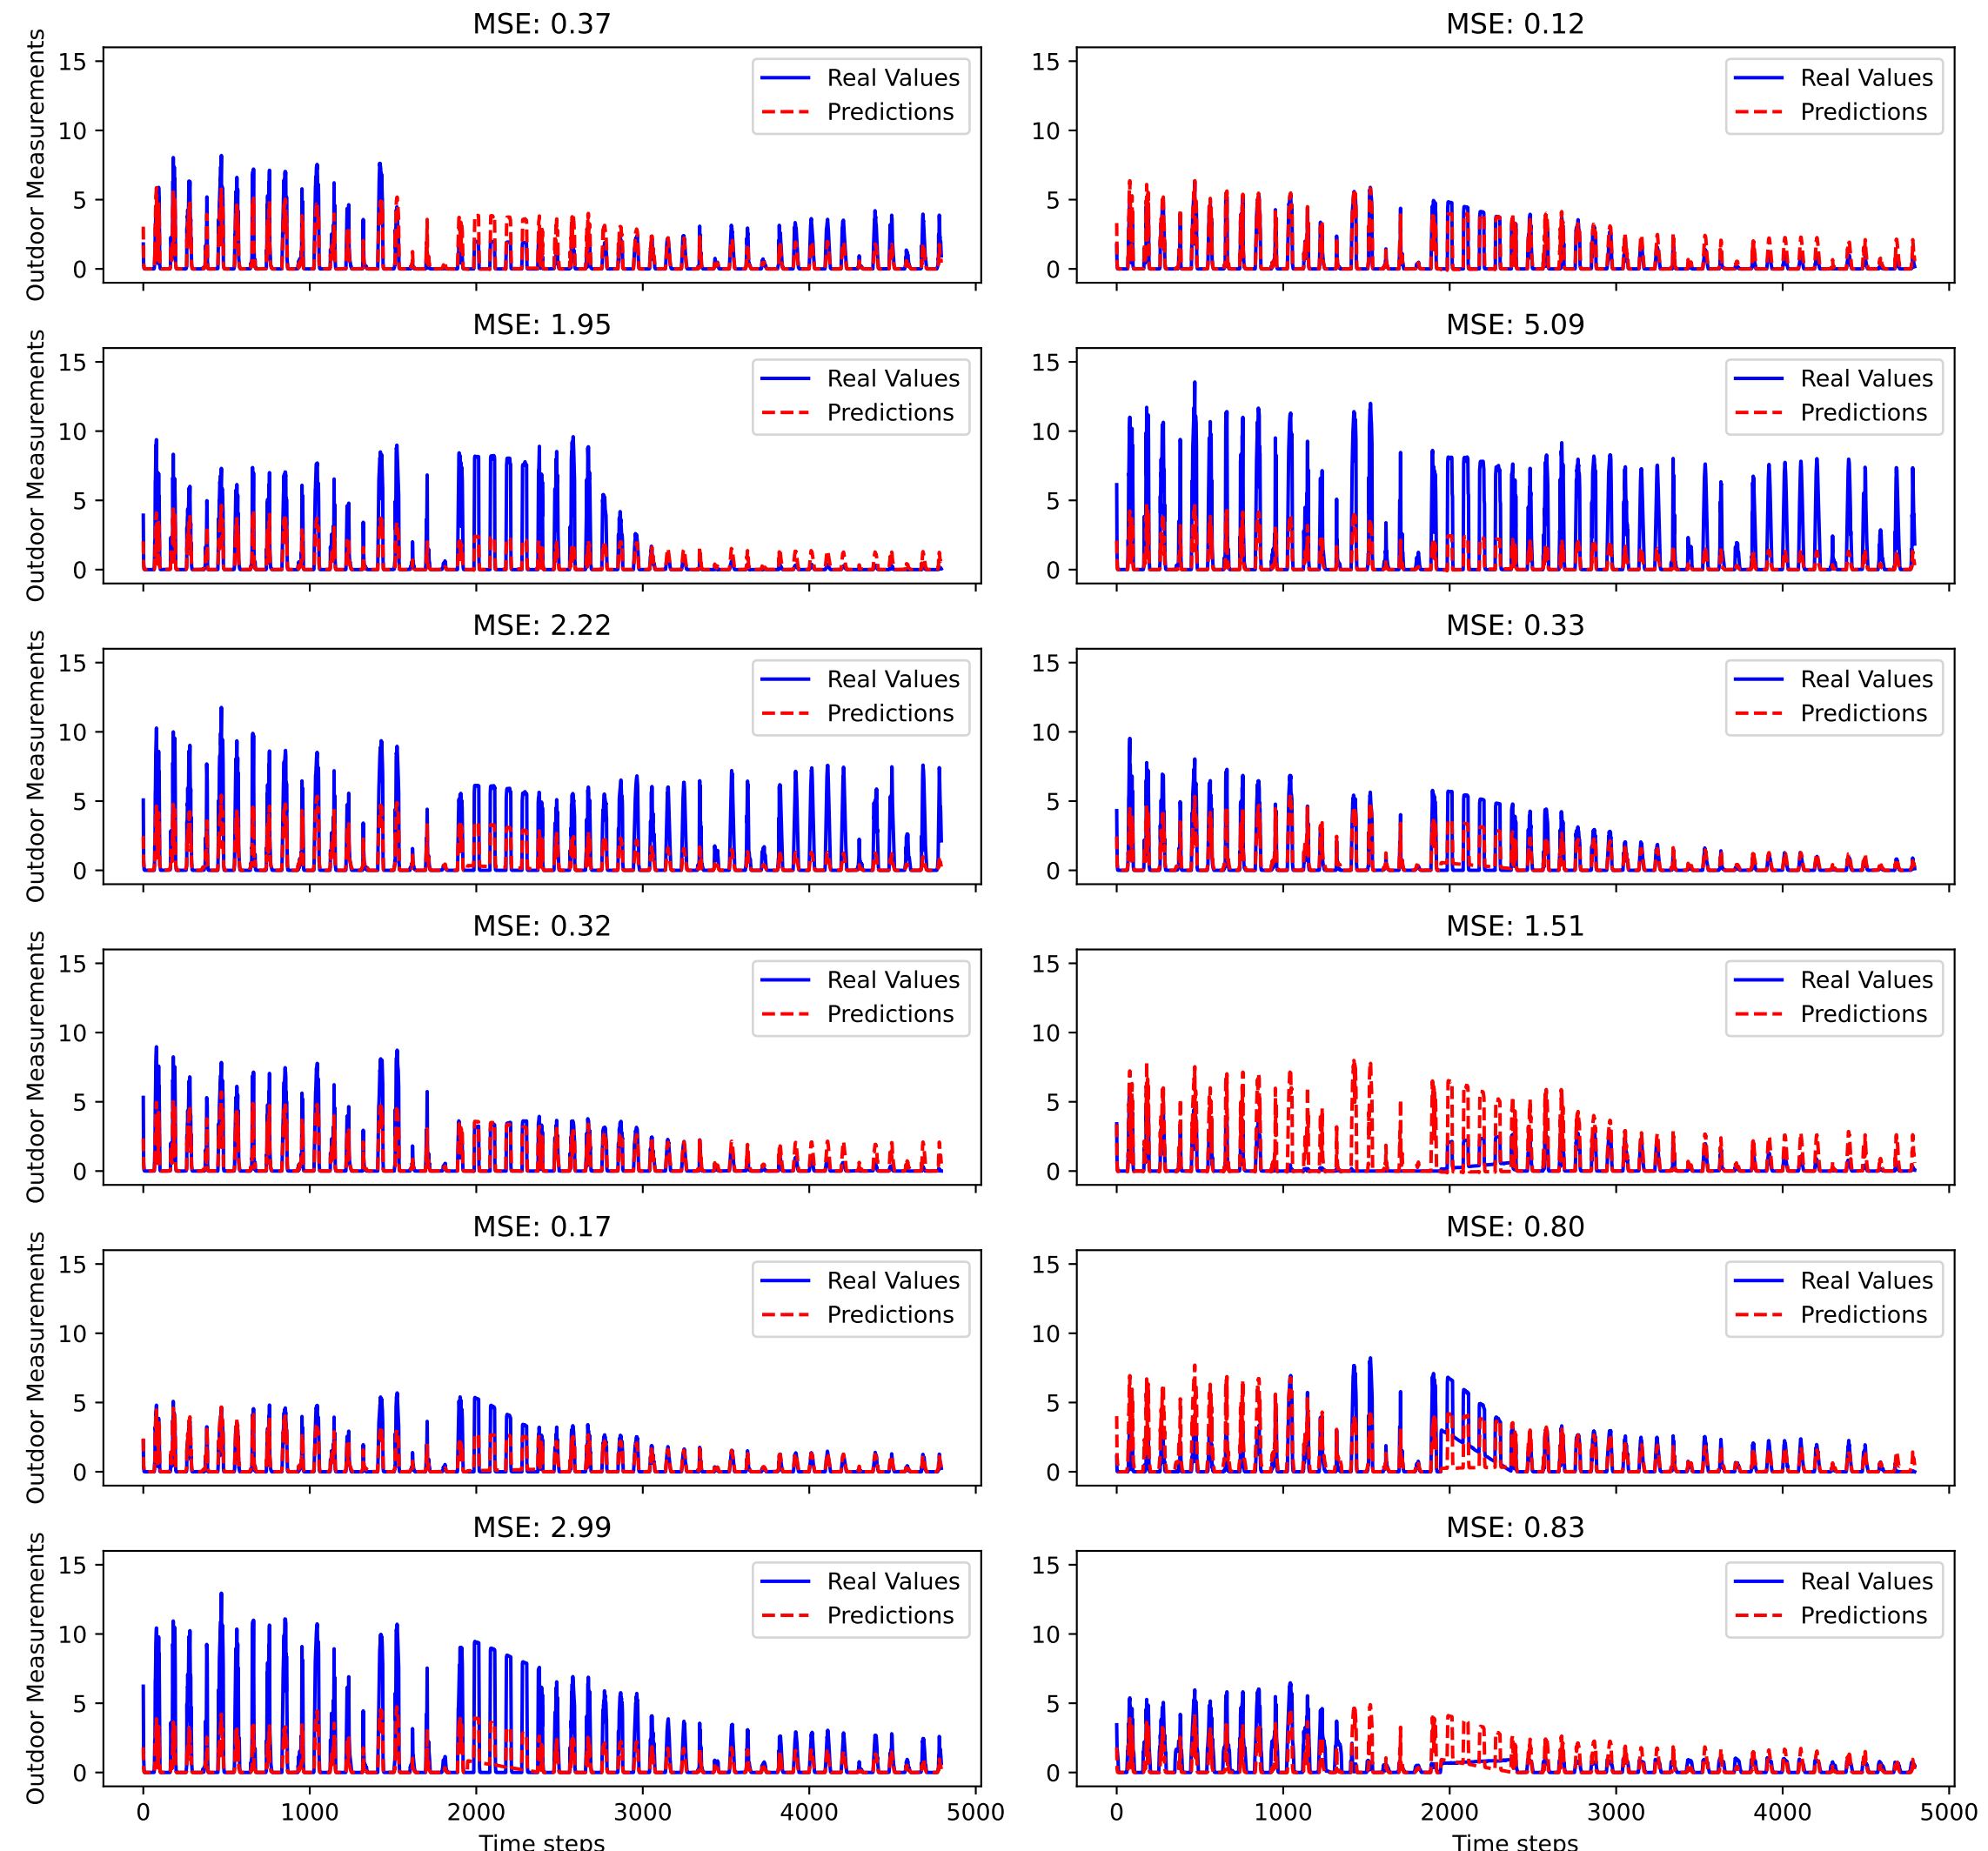 MSE: 0.37
MSE: 0.12
Outdoor Measurements
15
10
5
0
Real Values
Predictions
15
10
5
0
Real Values
Predictions
MSE: 1.95
MSE: 5.09
Outdoor Measurements
15
10
5
0
Real Values
Predictions
15
10
5
0
Real Values
Predictions
MSE: 2.22
MSE: 0.33
Outdoor Measurements
15
10
5
0
Real Values
Predictions
15
10
5
0
Real Values
Predictions
MSE: 0.32
MSE: 1.51
Outdoor Measurements
15
10
5
0
Real Values
Predictions
15
10
5
0
Real Values
Predictions
MSE: 0.17
MSE: 0.80
Outdoor Measurements
15
10
5
0
Real Values
Predictions
15
10
5
0
Real Values
Predictions
MSE: 2.99
MSE: 0.83
Outdoor Measurements
15
10
5
0
Real Values
Predictions
15
10
5
0
Real Values
Predictions
0 1000 2000 3000 4000 5000
0 1000 2000 3000 4000 5000
Time steps
Time steps